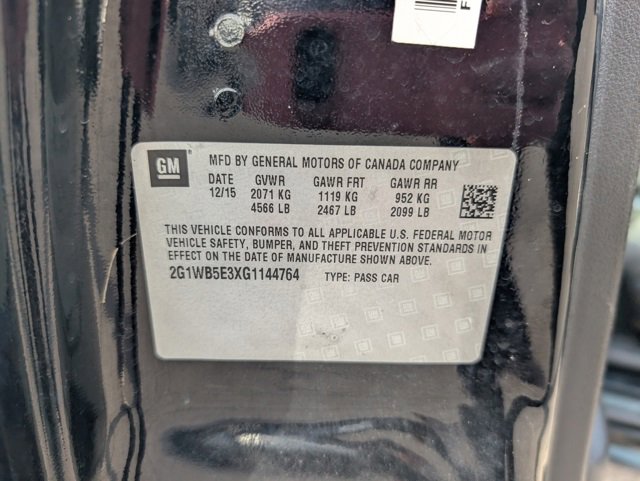 F
GM
MFD BY GENERAL MOTORS OF CANADA COMPANY
DATE GVWR GAWR FRT GAWR RR
12/15 2071 KG 1119 KG 952 KG
4566 LB 2467 LB 2099 LB
THIS VEHICLE CONFORMS TO ALL APPLICABLE U.S. FEDERAL MOTOR
VEHICLE SAFETY, BUMPER, AND THEFT PREVENTION STANDARDS IN
EFFECT ON THE DATE OF MANUFACTURE SHOWN ABOVE.
2G1WB5E3XG1144764 TYPE: PASS CAR